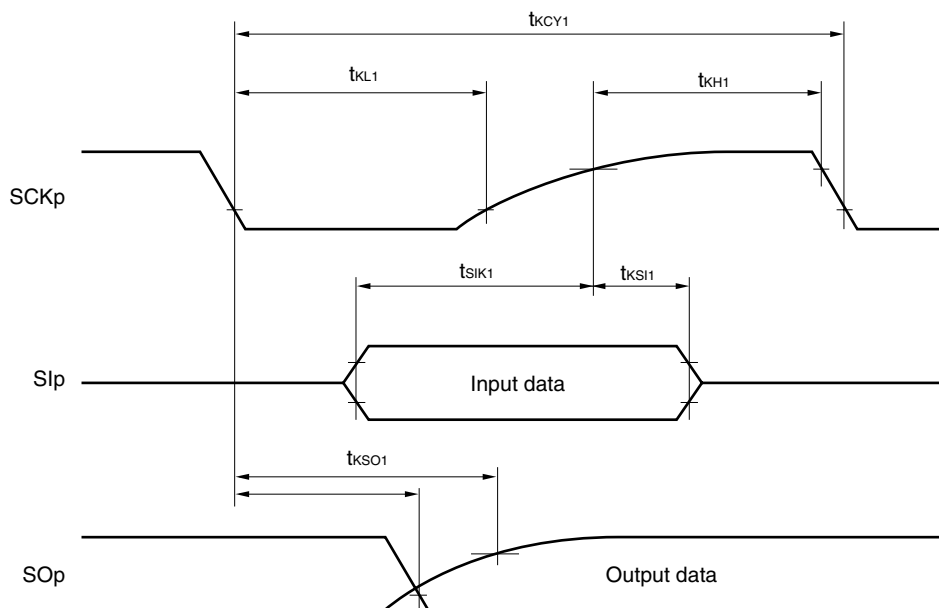 tKCY1
tKL1
tKH1
SCKp
tSIK1
tKSI1
SIp
Input data
tKSO1
SOp
Output data